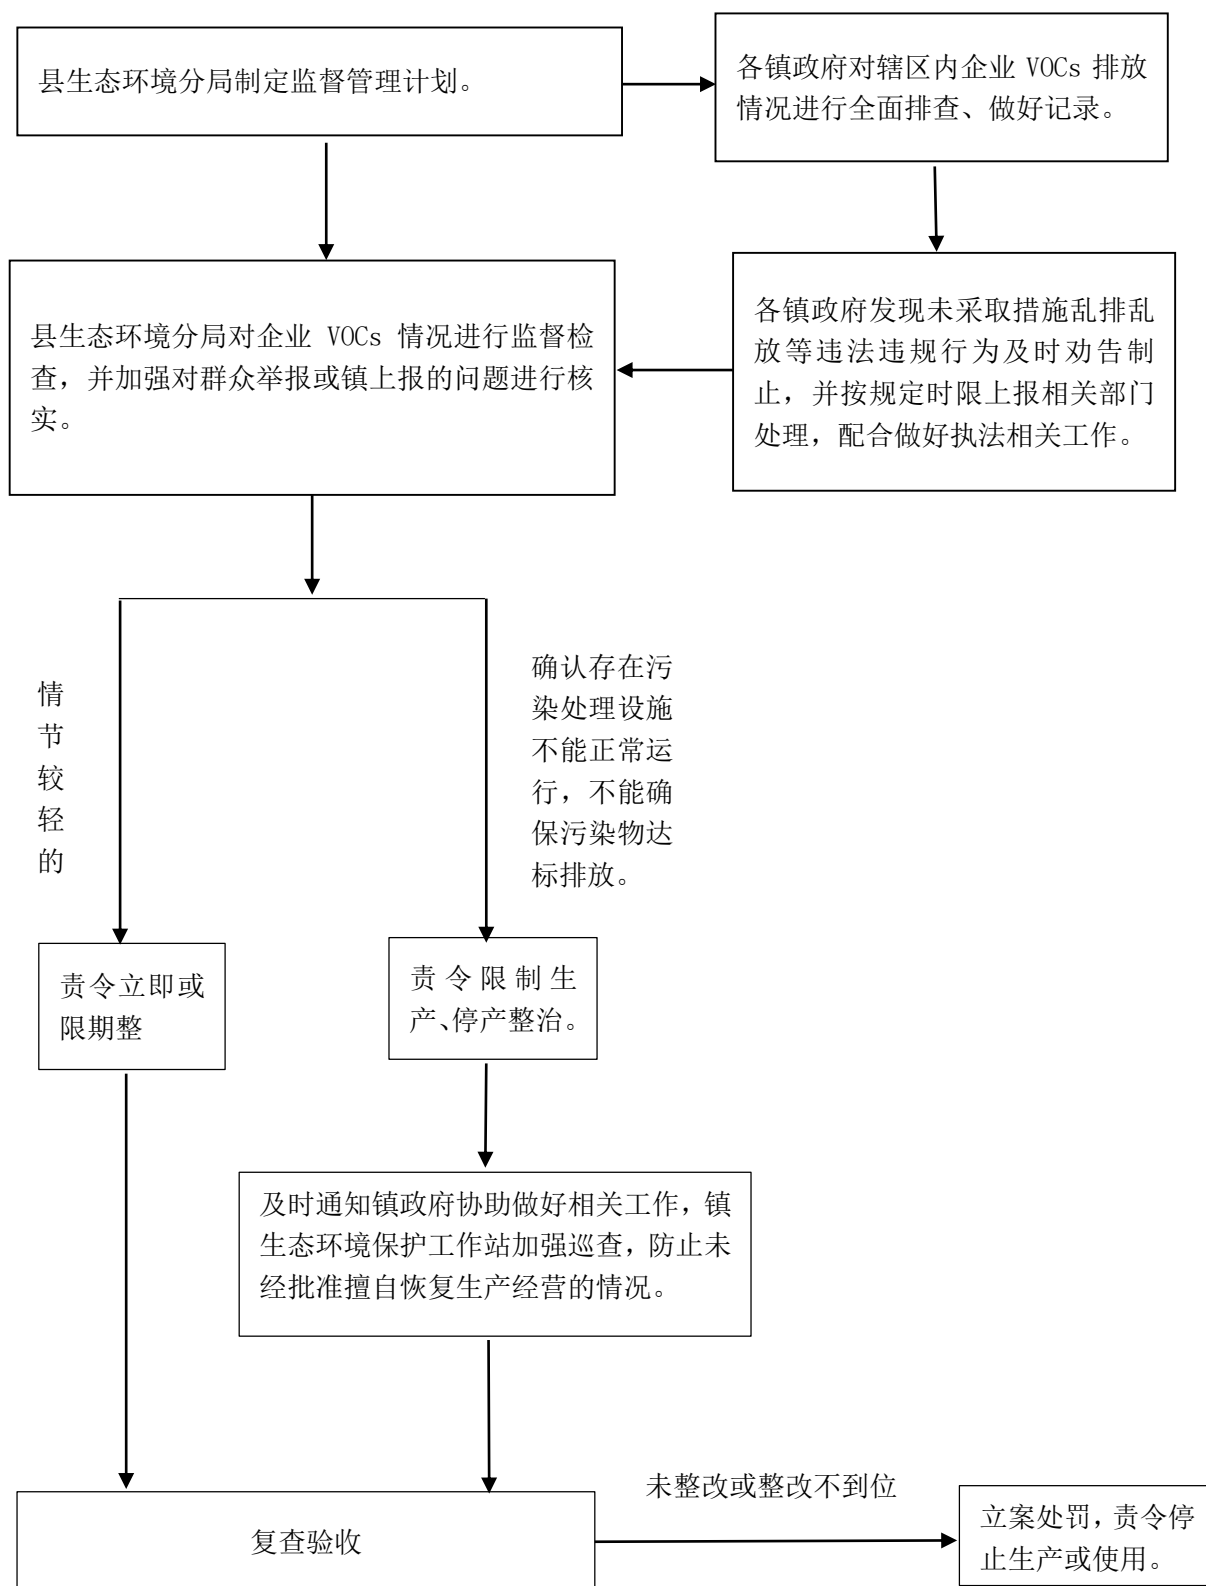 县生态环境分局制定监督管理计划。
各镇政府对辖区内企业 VOCs 排放
情况进行全面排查、做好记录。
县生态环境分局对企业 VOCs 情况进行监督检
查，并加强对群众举报或镇上报的问题进行核
实。
各镇政府发现未采取措施乱排乱
放等违法违规行为及时劝告制
止，并按规定时限上报相关部门
处理，配合做好执法相关工作。
情
节
较
轻
的
确认存在污
染处理设施
不能正常运
行，不能确
保污染物达
标排放。
责令立即或
限期整
责令限制生
产、停产整治。
及时通知镇政府协助做好相关工作，镇
生态环境保护工作站加强巡查，防止未
经批准擅自恢复生产经营的情况。
复查验收
未整改或整改不到位
立案处罚，责令停
止生产或使用。